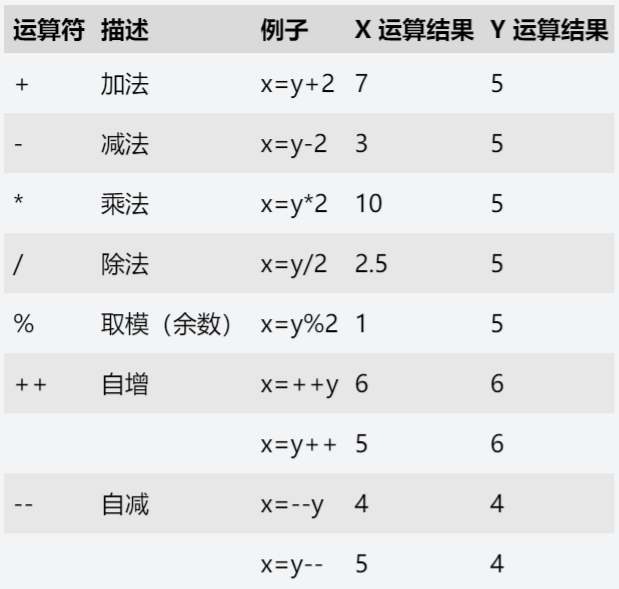 运算符 描述 例子 X 运算结果 Y 运算结果
+ 加法 x=y+2 7 5
- 减法 x=y-2 3 5
* 乘法 x=y*2 10 5
/ 除法 x=y/2 2.5 5
% 取模（余数） x=y%2 1 5
++ 自增 x=++y 6 6
x=y++ 5 6
-- 自减 x=--y 4 4
x=y-- 5 4